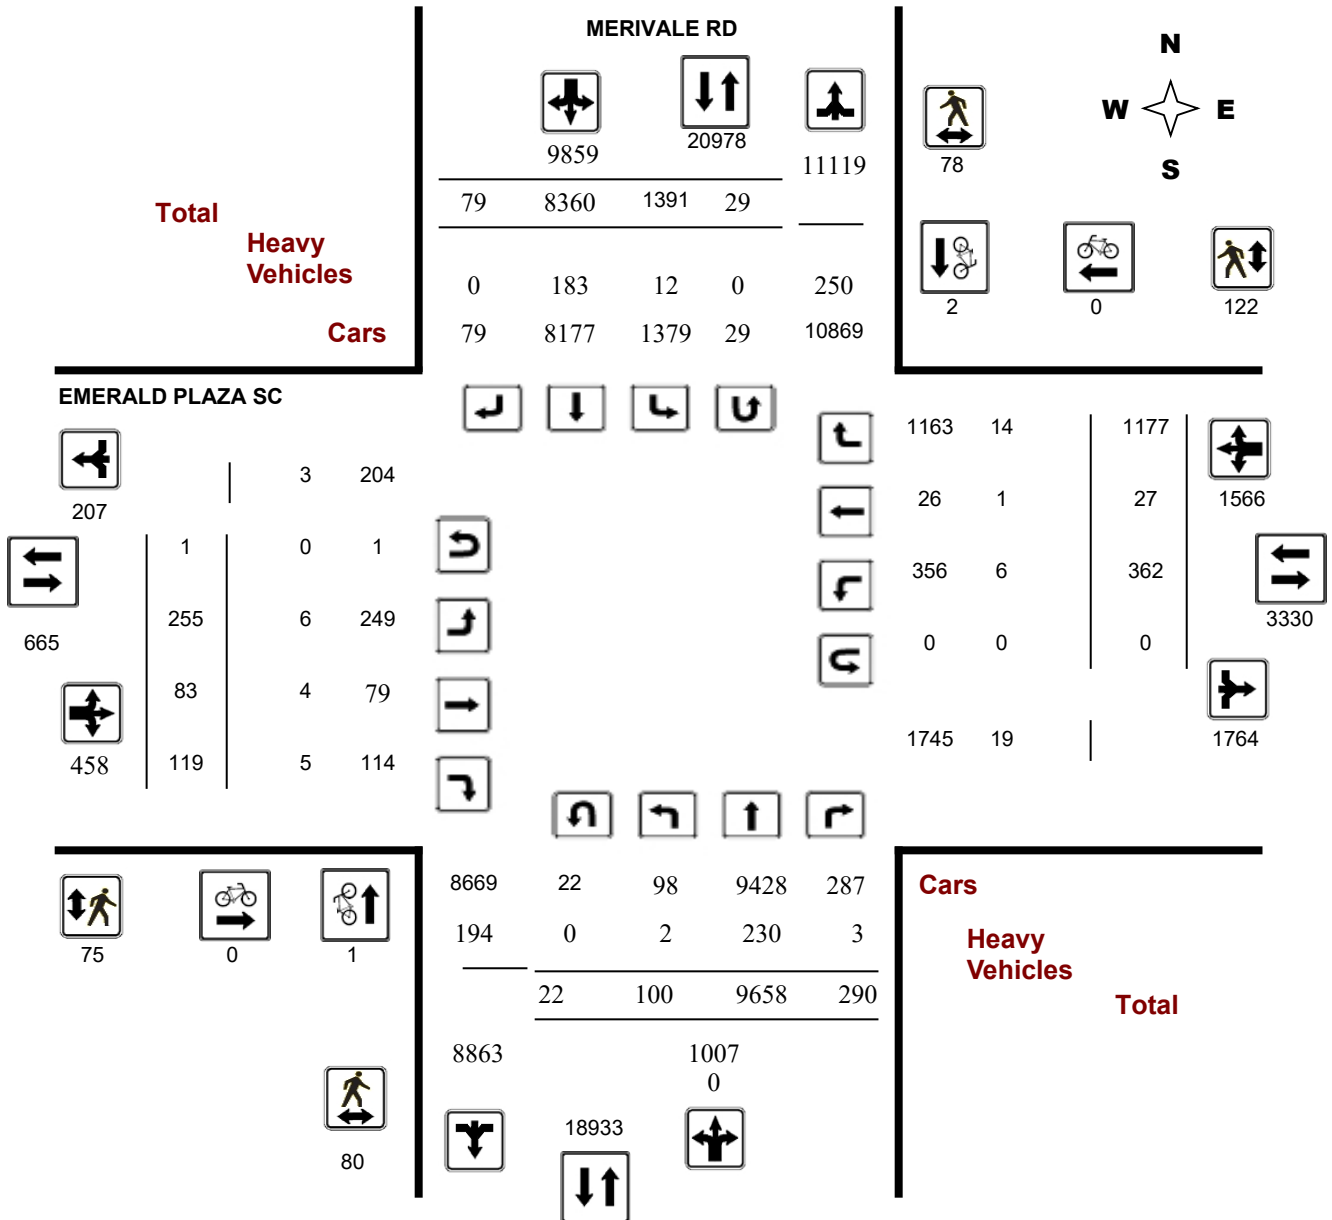 MERIVALE RD
N
W E
S
9859
20978
11119
78
79 8360 1391 29
Total
Heavy
Vehicles
0 183 12 0 250
2 0 122
Cars
79 8177 1379 29 10869
EMERALD PLAZA SC
1163 14 1177
3 204
207
26 1 27 1566
1 0 1
356 6 362
255 6 249
3330
665
0 0 0
83 4 79
1745 19 1764
458 119 5 114
8669 22 98 9428 287
Cars
194 0 2 230 3
Heavy
Vehicles
75 0 1
22 100 9658 290
Total
8863
1007
0
18933
80